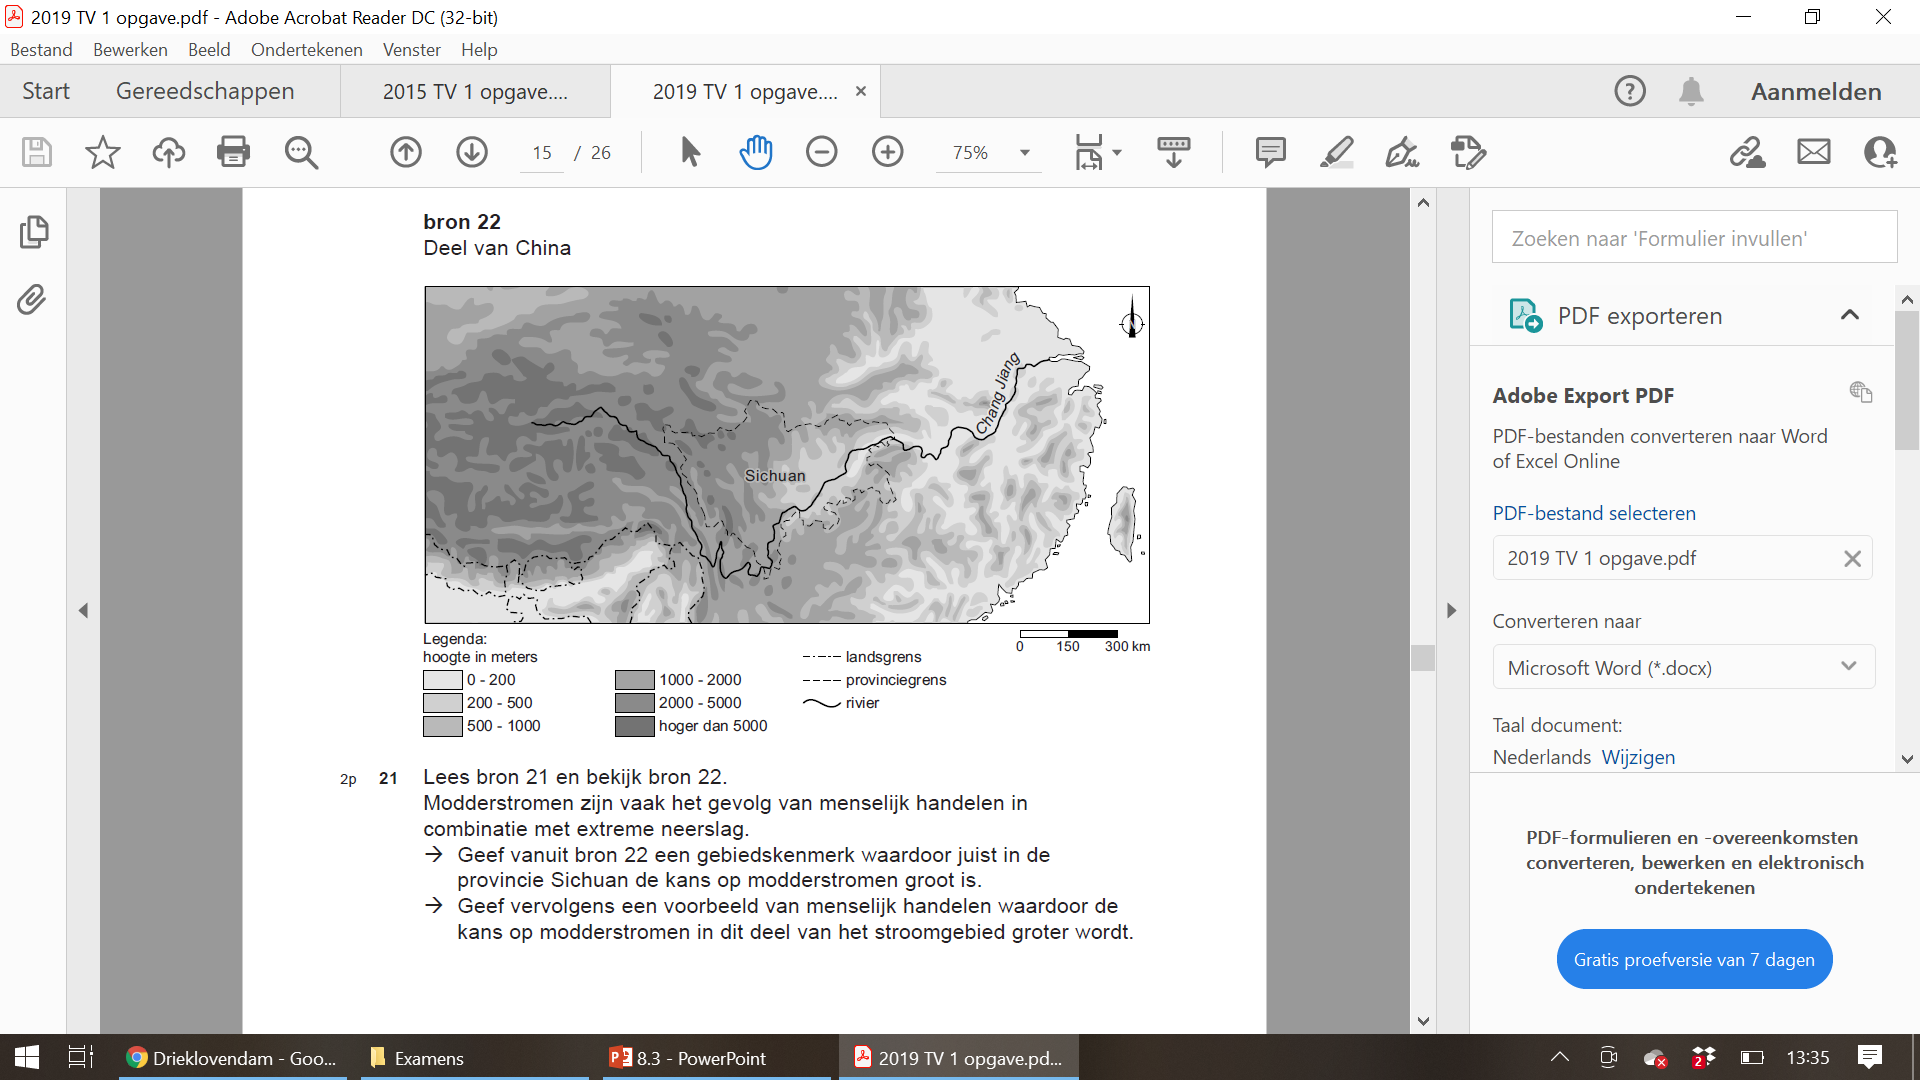 2019 TV 1 opgave.pdf - Adobe Acrobat Reader DC (32-bit)
Bestand Bewerken Beeld Ondertekenen Venster Help
Start Gereedschappen 2015 TV 1 opgave.... 2019 TV 1 opgave.... × ? Aanmelden
15 / 26 75%
bron 22
Deel van China
N
Chang Jiang
Sichuan
0 150 300 km
Legenda:
hoogte in meters
0 - 200
200 - 500
500 - 1000
1000 - 2000
2000 - 5000
hoger dan 5000
landsgrens
provinciegrens
rivier
2p 21 Lees bron 21 en bekijk bron 22.
Modderstromen zijn vaak het gevolg van menselijk handelen in
combinatie met extreme neerslag.
→ Geef vanuit bron 22 een gebiedskenmerk waardoor juist in de
provincie Sichuan de kans op modderstromen groot is.
→ Geef vervolgens een voorbeeld van menselijk handelen waardoor de
kans op modderstromen in dit deel van het stroomgebied groter wordt.
Zoeken naar 'Formulier invullen'
PDF exporteren
Adobe Export PDF
PDF-bestanden converteren naar Word
of Excel Online
PDF-bestand selecteren
2019 TV 1 opgave.pdf
Converteren naar
Microsoft Word (*.docx)
Taal document:
Nederlands Wijzigen
PDF-formulieren en -overeenkomsten
converteren, bewerken en elektronisch
ondertekenen
Gratis proefversie van 7 dagen
Drieklovendam - Goo... Examens 8.3 - PowerPoint 2019 TV 1 opgave.pd... 2 13:35